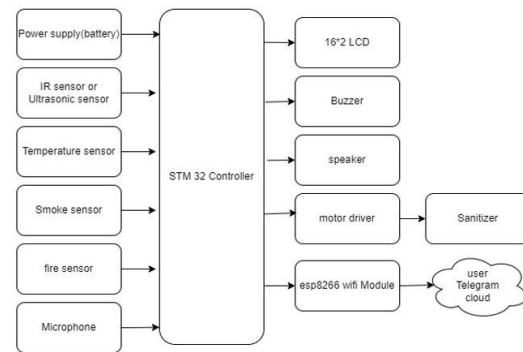 Power supply(battery)
IR sensor or
Ultrasonic sensor
Temperature sensor
Smoke sensor
fire sensor
Microphone
STM 32 Controller
16*2 LCD
Buzzer
speaker
motor driver
Sanitizer
esp8266 wifi Module
user
Telegram
cloud